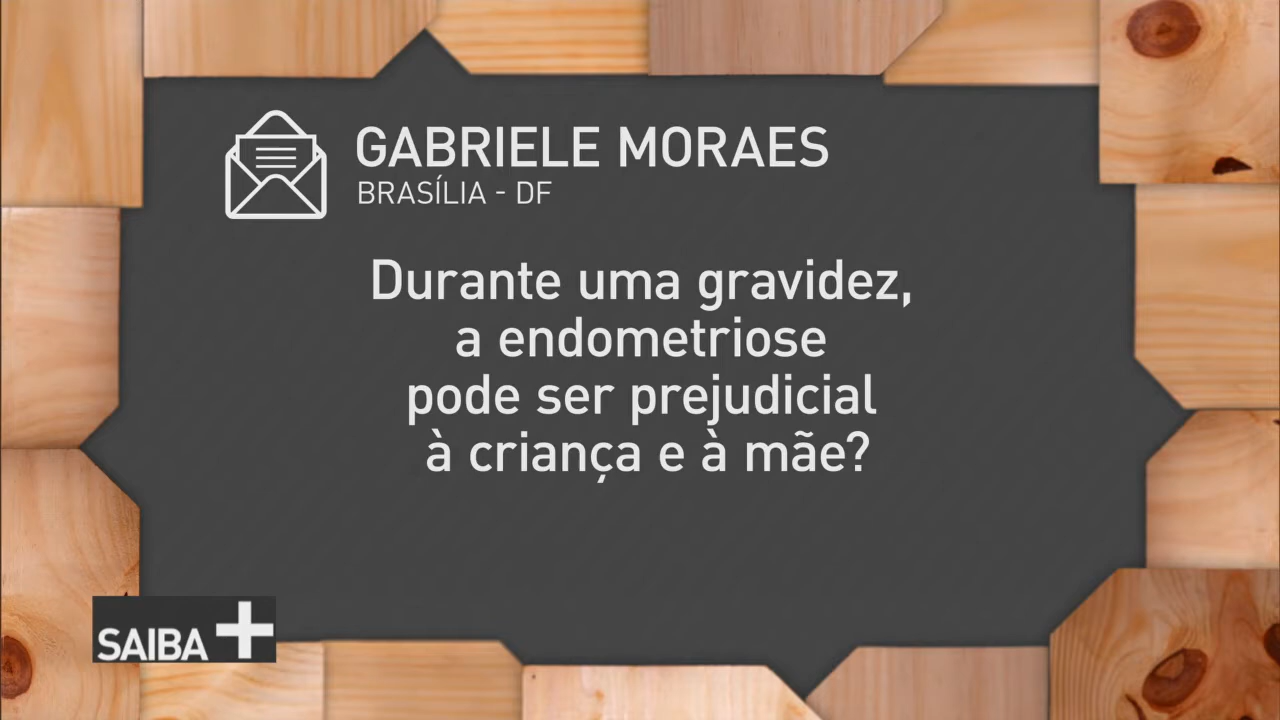 GABRIELE MORAES
BRASÍLIA - DF
Durante uma gravidez,
a endometriose
pode ser prejudicial
à criança e à mãe?
SAIBA+